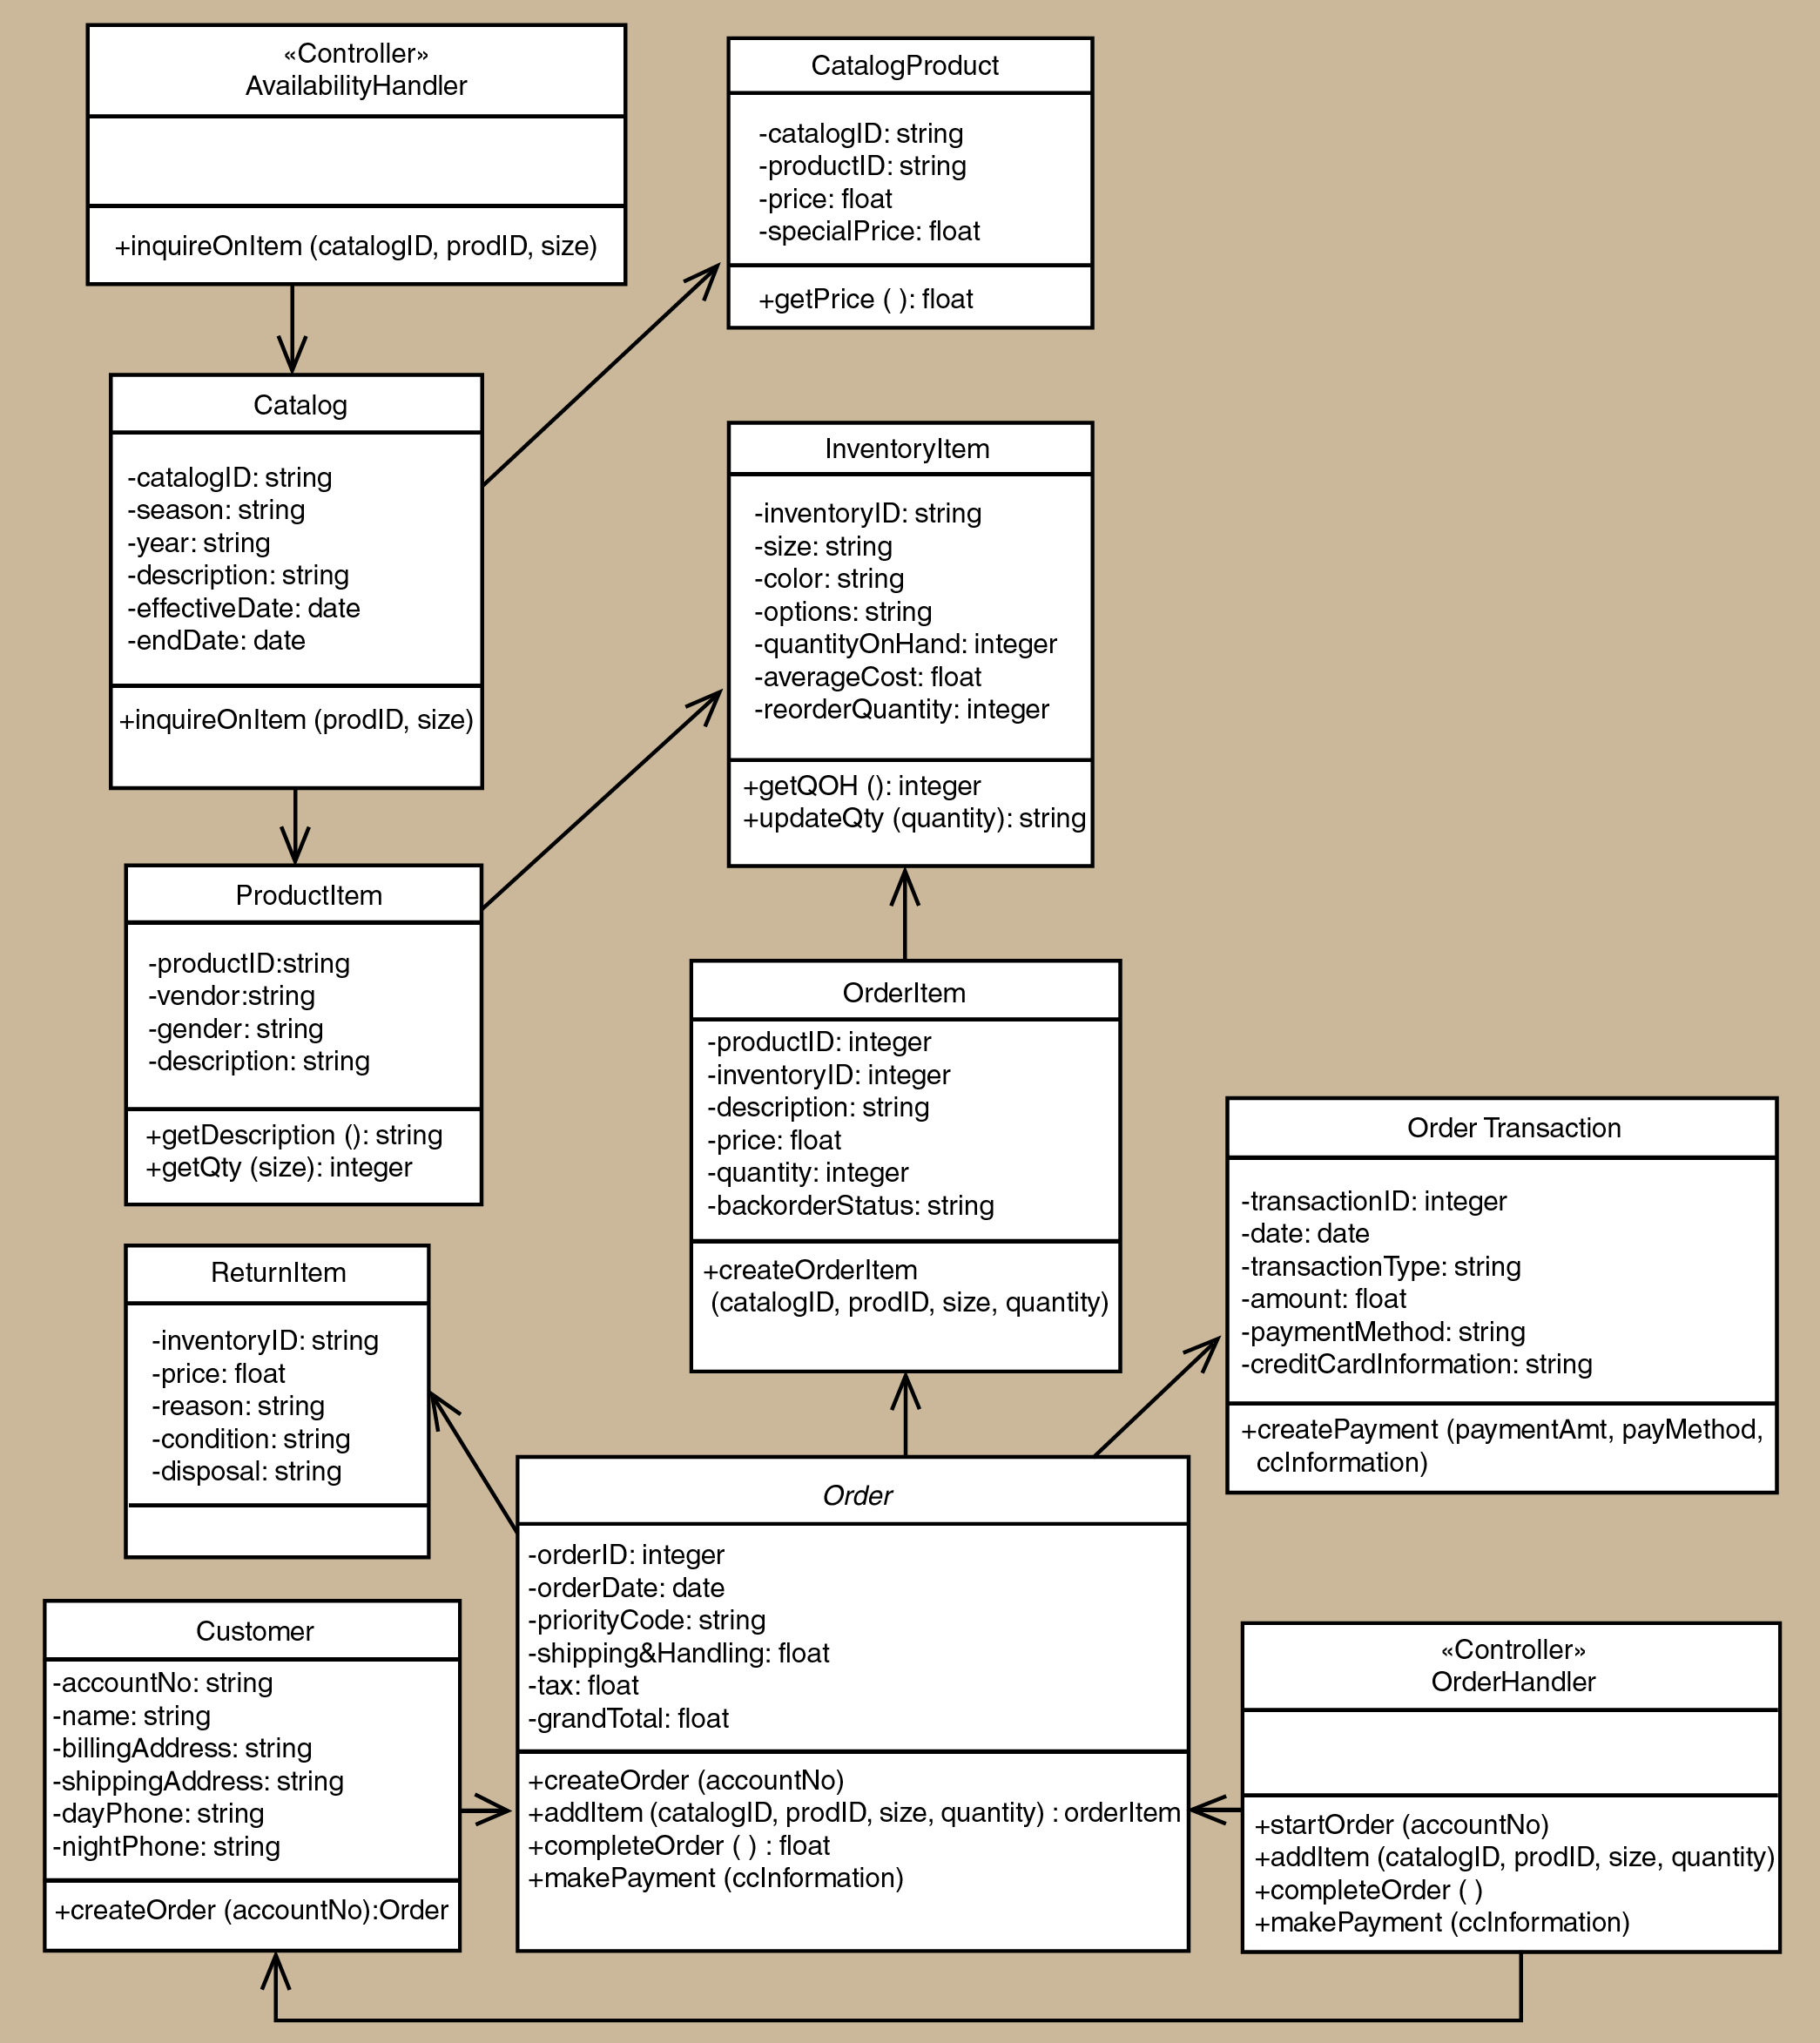 «Controller»
AvailabilityHandler
+inquireOnItem (catalogID, prodID, size)
CatalogProduct
-catalogID: string
-productID: string
-price: float
-specialPrice: float
+getPrice ( ): float
Catalog
-catalogID: string
-season: string
-year: string
-description: string
-effectiveDate: date
-endDate: date
+inquireOnItem (prodID, size)
InventoryItem
-inventoryID: string
-size: string
-color: string
-options: string
-quantityOnHand: integer
-averageCost: float
-reorderQuantity: integer
+getQOH (): integer
+updateQty (quantity): string
ProductItem
-productID:string
-vendor:string
-gender: string
-description: string
+getDescription (): string
+getQty (size): integer
OrderItem
-productID: integer
-inventoryID: integer
-description: string
-price: float
-quantity: integer
-backorderStatus: string
+createOrderItem
(catalogID, prodID, size, quantity)
Order Transaction
-transactionID: integer
-date: date
-transactionType: string
-amount: float
-paymentMethod: string
-creditCardInformation: string
+createPayment (paymentAmt, payMethod,
ccInformation)
ReturnItem
-inventoryID: string
-price: float
-reason: string
-condition: string
-disposal: string
Order
-orderID: integer
-orderDate: date
-priorityCode: string
-shipping&Handling: float
-tax: float
-grandTotal: float
+createOrder (accountNo)
+addItem (catalogID, prodID, size, quantity) : orderItem
+completeOrder ( ) : float
+makePayment (ccInformation)
Customer
-accountNo: string
-name: string
-billingAddress: string
-shippingAddress: string
-dayPhone: string
-nightPhone: string
+createOrder (accountNo):Order
«Controller»
OrderHandler
+startOrder (accountNo)
+addItem (catalogID, prodID, size, quantity)
+completeOrder ( )
+makePayment (ccInformation)